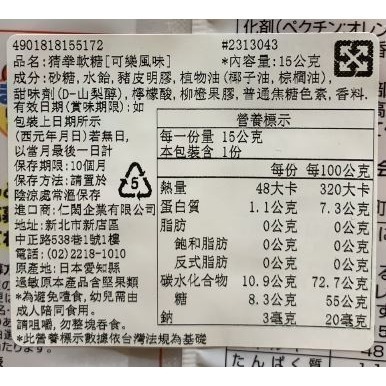 化剤(ペクチン:オレン
4901818155172 #2313043
品名:猜拳軟糖[可樂風味] *內容量:15公克
成分:砂糖,水飴,豬皮明膠,植物油(椰子油,棕櫚油),
甜味劑(D-山梨醇),檸檬酸,柳橙果膠,普通焦糖色素,香料.
有效日期(賞味期限):如
包裝上日期所示
(西元年月日)若無日,
以當月最後一日計
保存期限:10個月
保存方法:請置於
陰涼處常溫保存
5
進口商:仁閎企業有限公司
地址:新北市新店區
中正路538巷1號1樓
電話:(02)2218-1010
原產地:日本愛知縣
過敏原本產品含堅果類
*為避免噎食,幼兒需由
成人陪同食用.
請咀嚼,勿整塊吞食.
營養標示
每一份量 15公克
本包裝含 1份
每份 每100公克
熱量 48大卡 320大卡
蛋白質 1.1公克 7.3公克
脂肪 0公克 0公克
飽和脂肪 0公克 0公克
反式脂肪 0公克 0公克
碳水化合物 10.9公克 72.7公克
糖 8.3公克 55公克
鈉 3毫克 20毫克
*此營養標示數據依台灣法規為基礎
たんぱく質